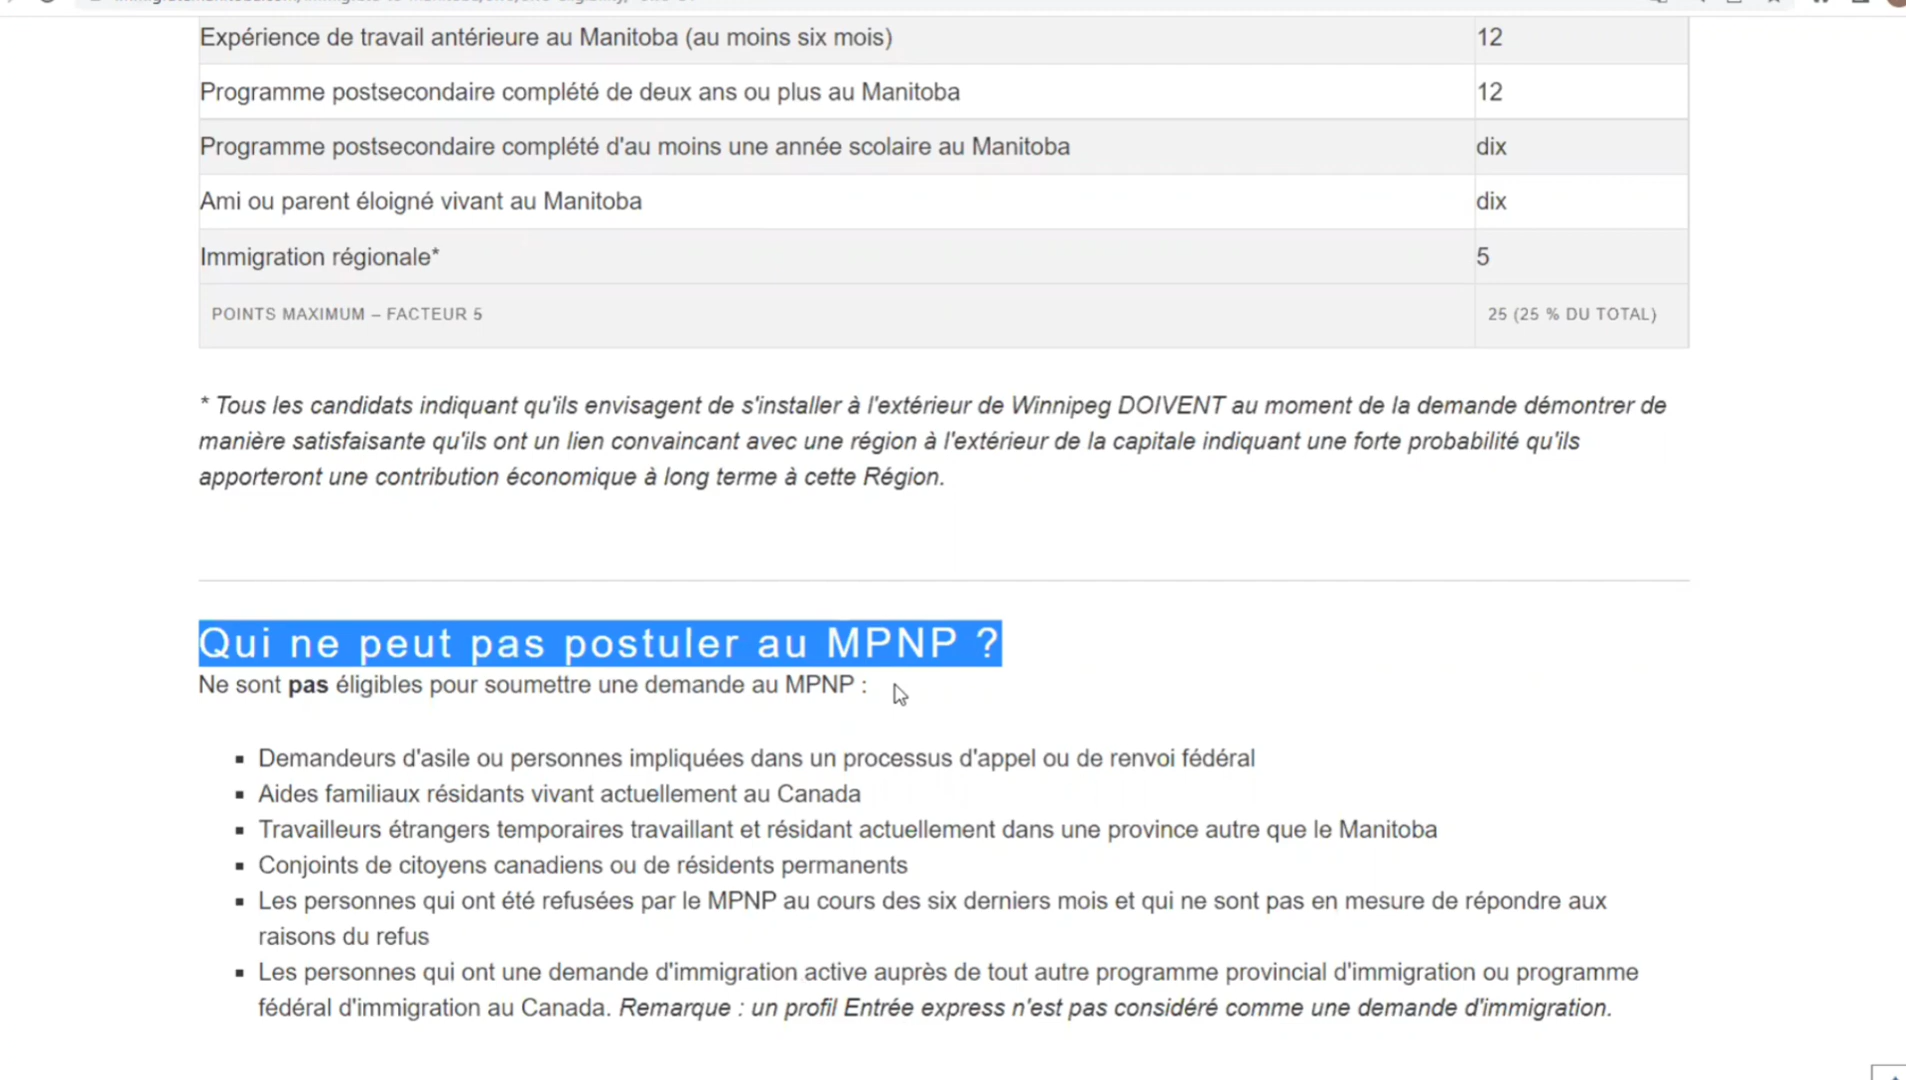 Expérience de travail antérieure au Manitoba (au moins six mois) 12
Programme postsecondaire complété de deux ans ou plus au Manitoba 12
Programme postsecondaire complété d'au moins une année scolaire au Manitoba dix
Ami ou parent éloigné vivant au Manitoba dix
Immigration régionale* 5
POINTS MAXIMUM – FACTEUR 5 25 (25 % DU TOTAL)
* Tous les candidats indiquant qu'ils envisagent de s'installer à l'extérieur de Winnipeg DOIVENT au moment de la demande démontrer de
manière satisfaisante qu'ils ont un lien convaincant avec une région à l'extérieur de la capitale indiquant une forte probabilité qu'ils
apporteront une contribution économique à long terme à cette Région.
Qui ne peut pas postuler au MPNP ?
Ne sont pas éligibles pour soumettre une demande au MPNP :
▪ Demandeurs d'asile ou personnes impliquées dans un processus d'appel ou de renvoi fédéral
▪ Aides familiaux résidants vivant actuellement au Canada
▪ Travailleurs étrangers temporaires travaillant et résidant actuellement dans une province autre que le Manitoba
▪ Conjoints de citoyens canadiens ou de résidents permanents
▪ Les personnes qui ont été refusées par le MPNP au cours des six derniers mois et qui ne sont pas en mesure de répondre aux
raisons du refus
▪ Les personnes qui ont une demande d'immigration active auprès de tout autre programme provincial d'immigration ou programme
fédéral d'immigration au Canada. Remarque : un profil Entrée express n'est pas considéré comme une demande d'immigration.